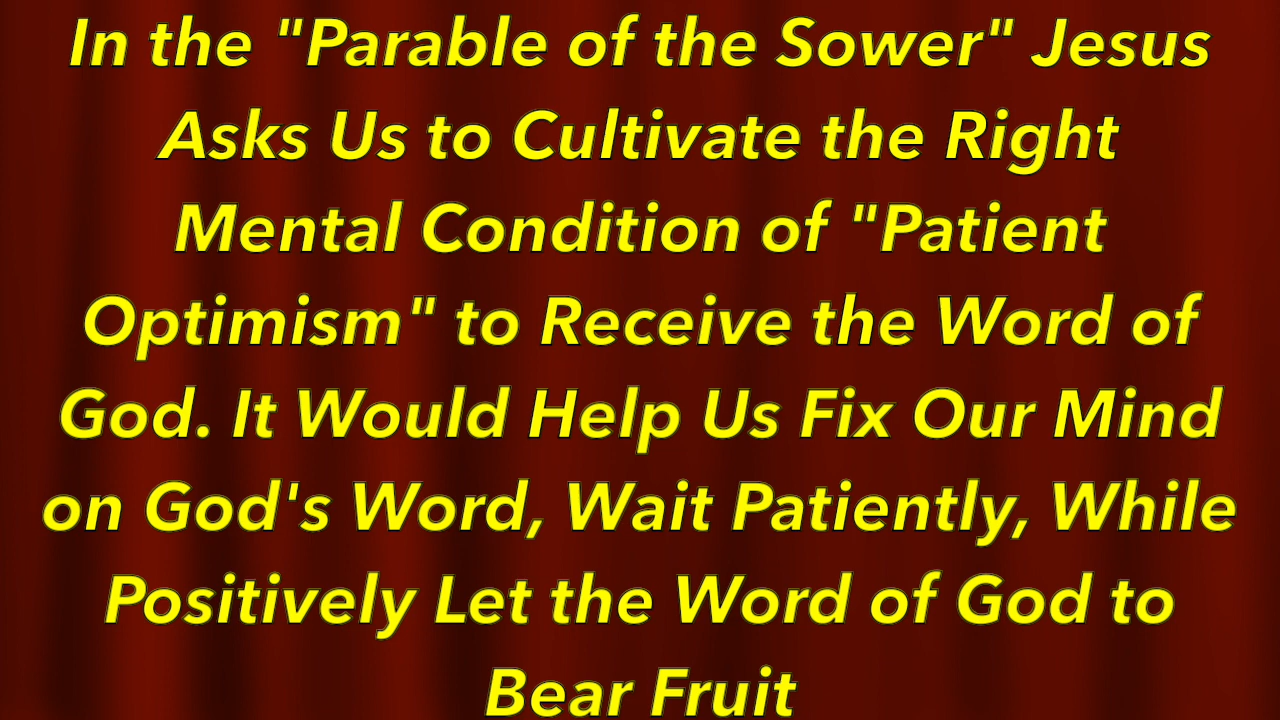 In the "Parable of the Sower" Jesus
Asks Us to Cultivate the Right
Mental Condition of "Patient
Optimism" to Receive the Word of
God. It Would Help Us Fix Our Mind
on God's Word, Wait Patiently, While
Positively Let the Word of God to
Bear Fruit